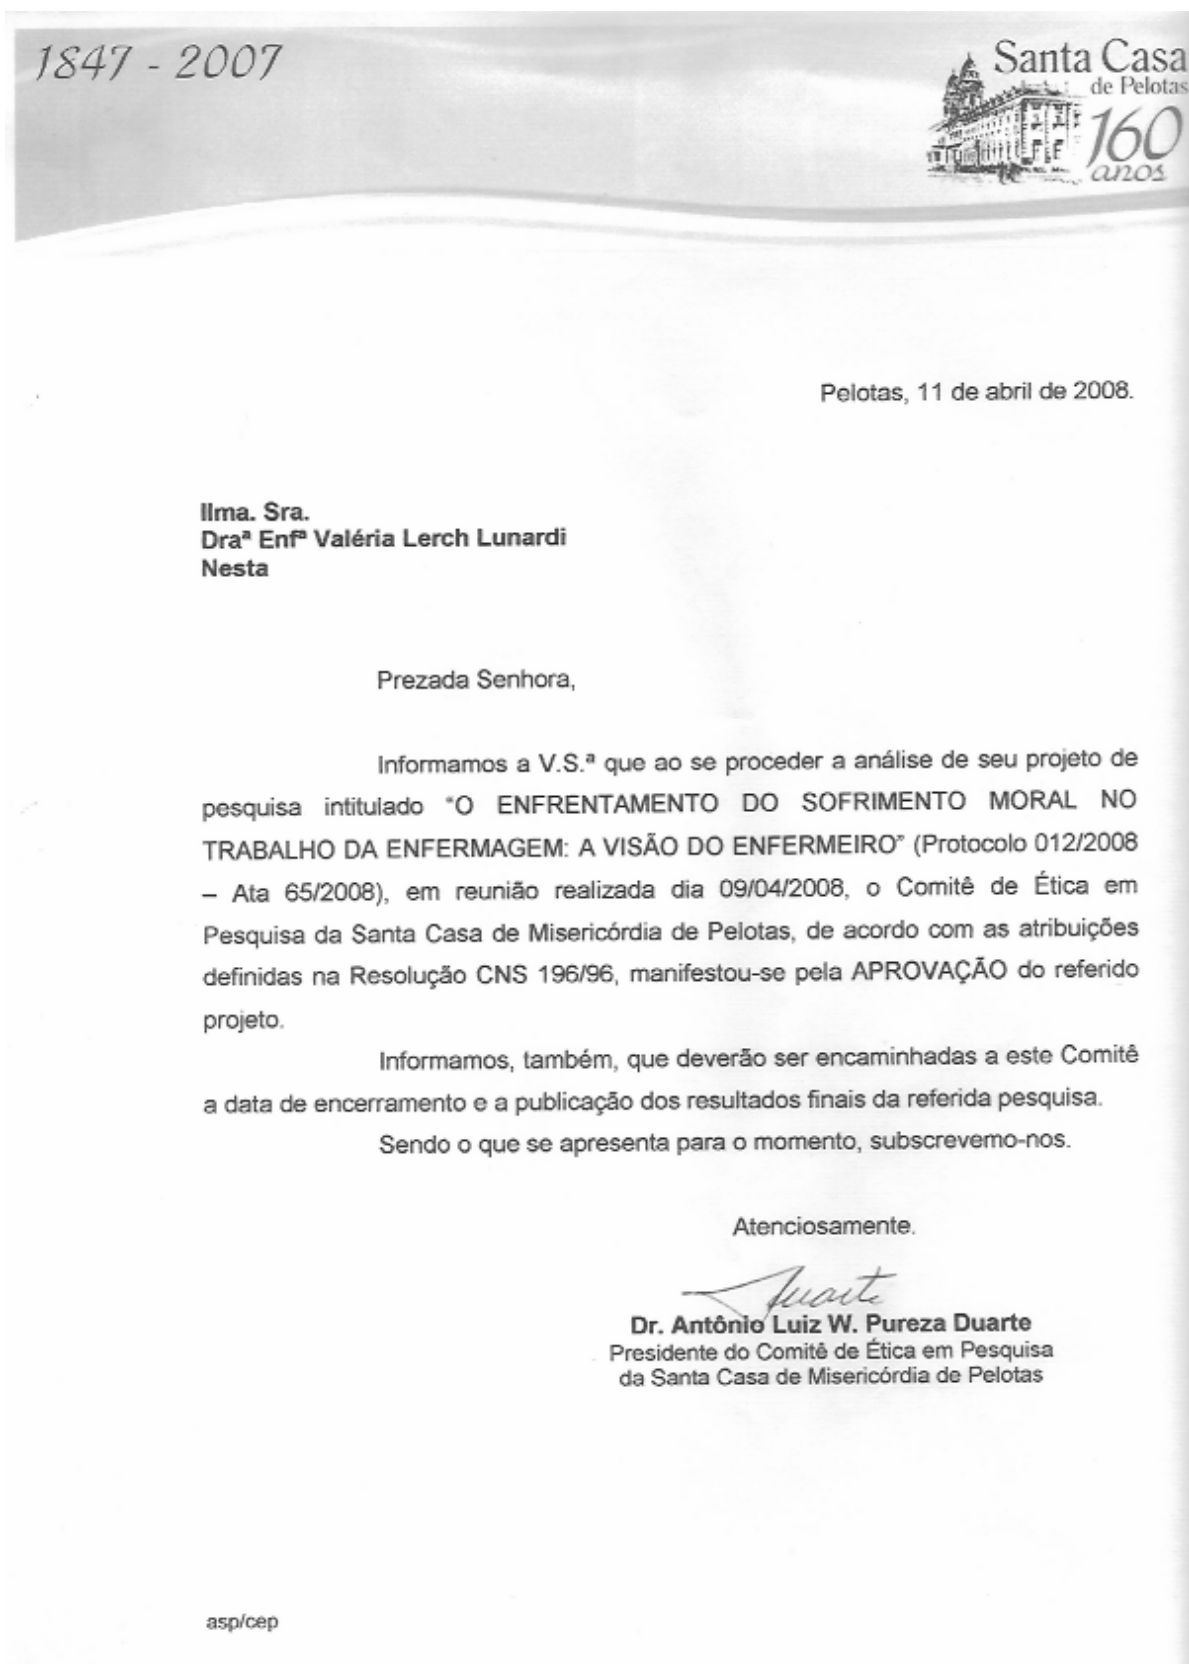 1847 - 2007
Santa Casa
de Pelotas
160
anos
Pelotas, 11 de abril de 2008.
Ilma. Sra.
Draª Enfª Valéria Lerch Lunardi
Nesta
Prezada Senhora,
Informamos a V.S.ª que ao se proceder a análise de seu projeto de
pesquisa intitulado "O ENFRENTAMENTO DO SOFRIMENTO MORAL NO
TRABALHO DA ENFERMAGEM: A VISÃO DO ENFERMEIRO" (Protocolo 012/2008
– Ata 65/2008), em reunião realizada dia 09/04/2008, o Comitê de Ética em
Pesquisa da Santa Casa de Misericórdia de Pelotas, de acordo com as atribuições
definidas na Resolução CNS 196/96, manifestou-se pela APROVAÇÃO do referido
projeto.
Informamos, também, que deverão ser encaminhadas a este Comitê
a data de encerramento e a publicação dos resultados finais da referida pesquisa.
Sendo o que se apresenta para o momento, subscrevemo-nos.
Atenciosamente.
Duarte
Dr. Antônio Luiz W. Pureza Duarte
Presidente do Comitê de Ética em Pesquisa
da Santa Casa de Misericórdia de Pelotas
asp/cep